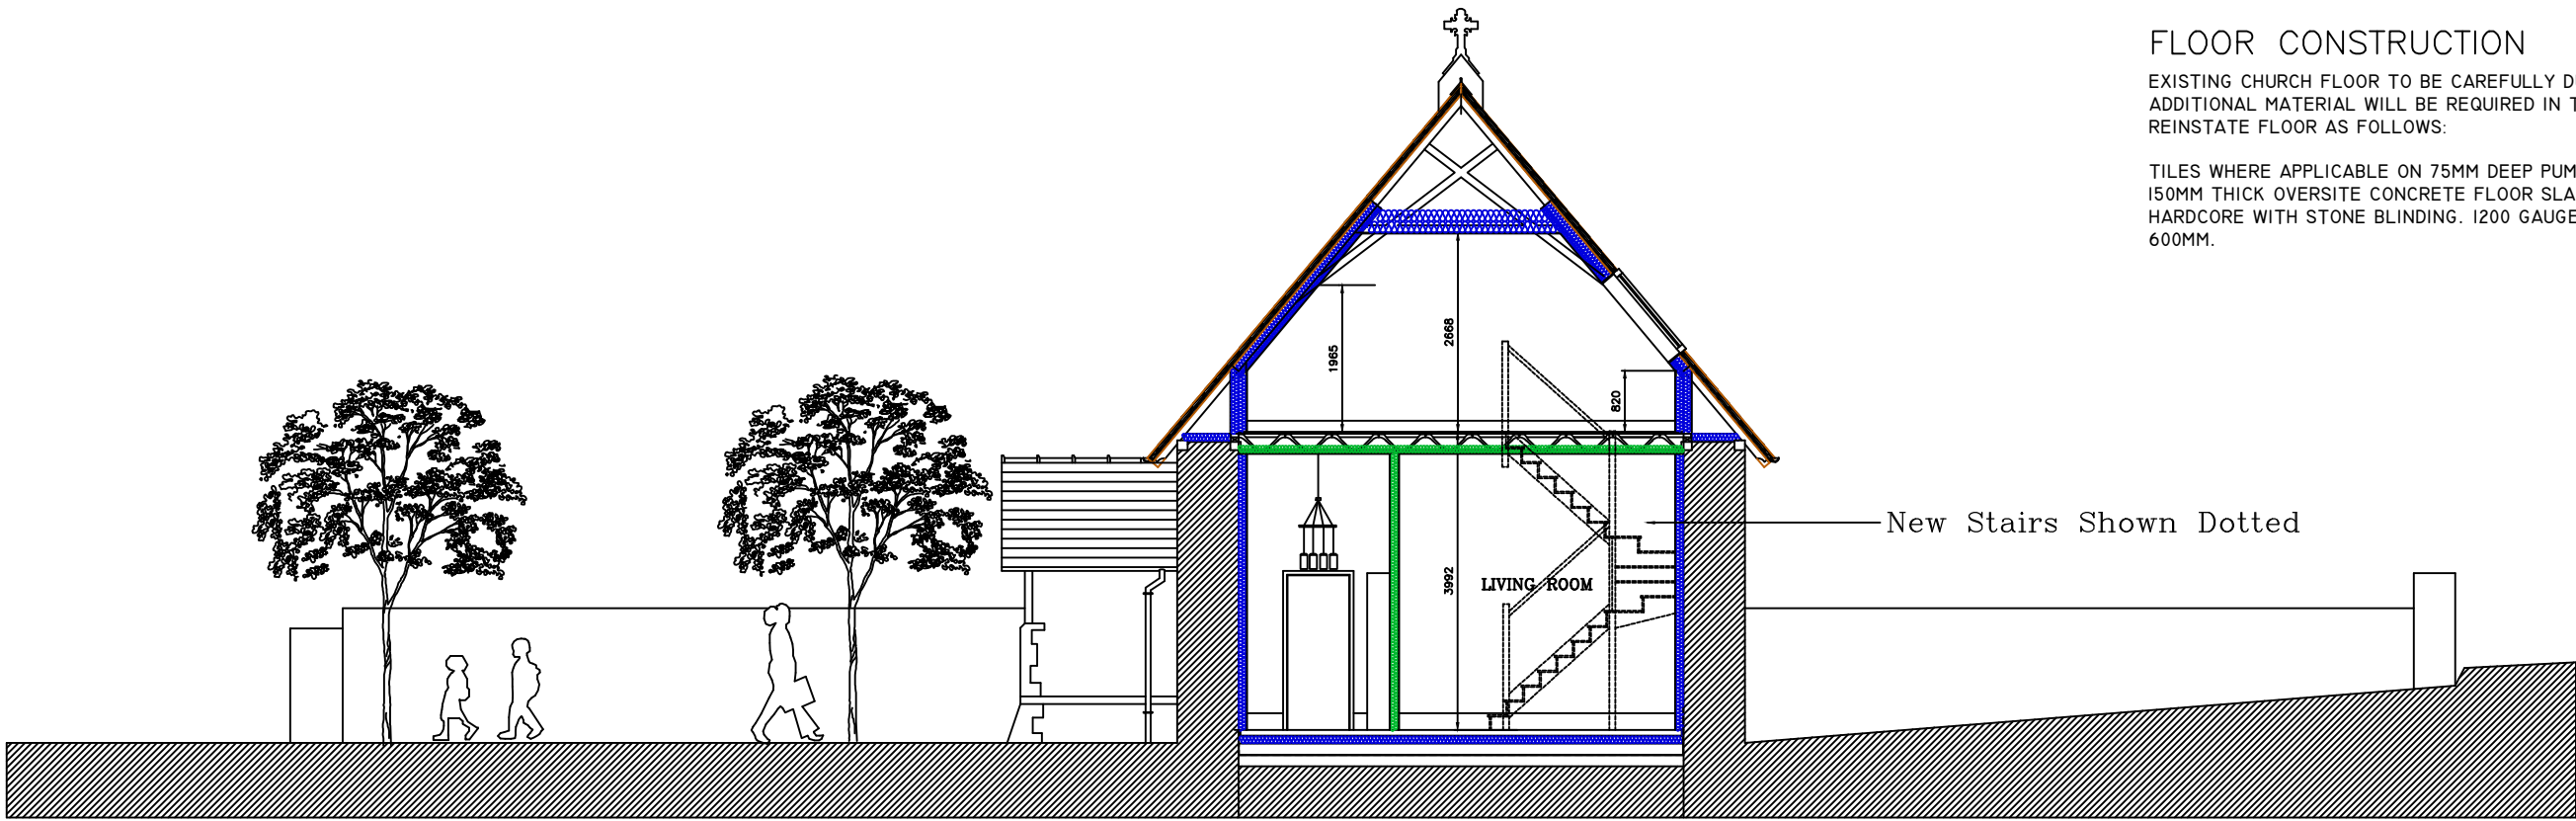 FLOOR CONSTRUCTION
EXISTING CHURCH FLOOR TO BE CAREFULLY
ADDITIONAL MATERIAL WILL BE REQUIRED IN
REINSTATE FLOOR AS FOLLOWS:
TILES WHERE APPLICABLE ON 75MM DEEP
150MM THICK OVERSITE CONCRETE FLOOR
HARDCORE WITH STONE BLINDING. 1200 GAUGE
600MM.
2668
1965
820
New Stairs Shown Dotted
LIVING ROOM
3992